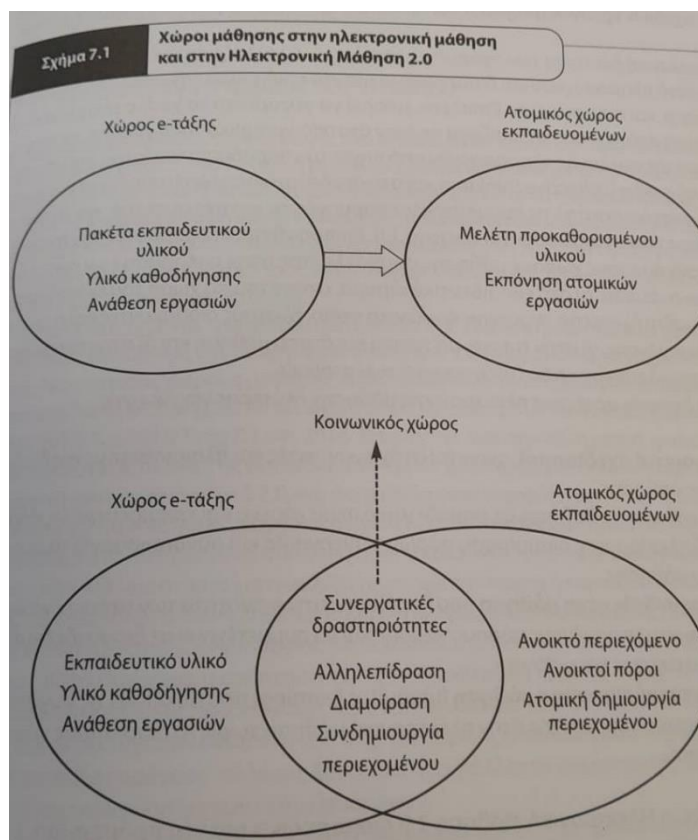 Σχήμα 7.1
Χώροι μάθησης στην ηλεκτρονική μάθηση
και στην Ηλεκτρονική Μάθηση 2.0
Χώρος e-τάξης
Ατομικός χώρος
εκπαιδευομένων
Πακέτα εκπαιδευτικού
υλικού
Υλικό καθοδήγησης
Ανάθεση εργασιών
Μελέτη προκαθορισμένου
υλικού
Εκπόνηση ατομικών
εργασιών
Κοινωνικός χώρος
Χώρος e-τάξης
Ατομικός χώρος
εκπαιδευομένων
Εκπαιδευτικό υλικό
Υλικό καθοδήγησης
Ανάθεση εργασιών
Συνεργατικές
δραστηριότητες
Αλληλεπίδραση
Διαμοίραση
Συνδημιουργία
περιεχομένου
Ανοικτό περιεχόμενο
Ανοικτοί πόροι
Ατομική δημιουργία
περιεχομένου